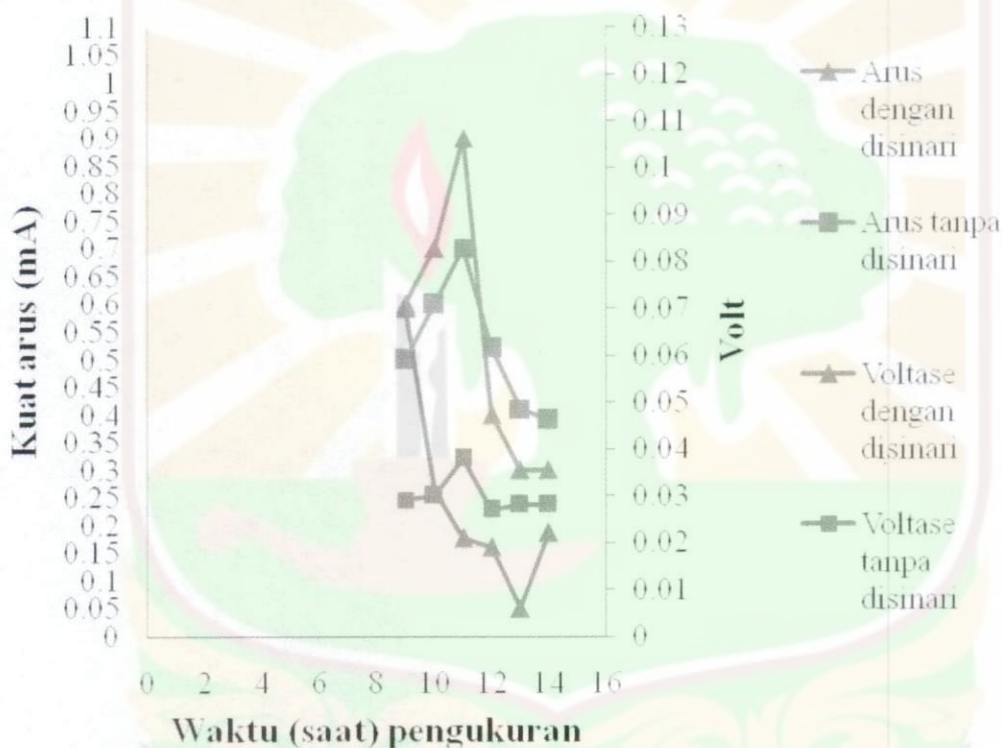 1.1
1.05
1
0.95
0.9
0.85
0.8
0.75
0.7
0.65
0.6
0.55
0.5
0.45
0.4
0.35
0.3
0.25
0.2
0.15
0.1
0.05
0
Kuat arus (mA)
0 2 4 6 8 10 12 14 16
Waktu (saat) pengukuran
0.13
0.12
0.11
0.1
0.09
0.08
0.07
0.06
0.05
0.04
0.03
0.02
0.01
0
Volt
Arus
dengan
disinari
Arus tanpa
disinari
Voltase
dengan
disinari
Voltase
tanpa
disinari